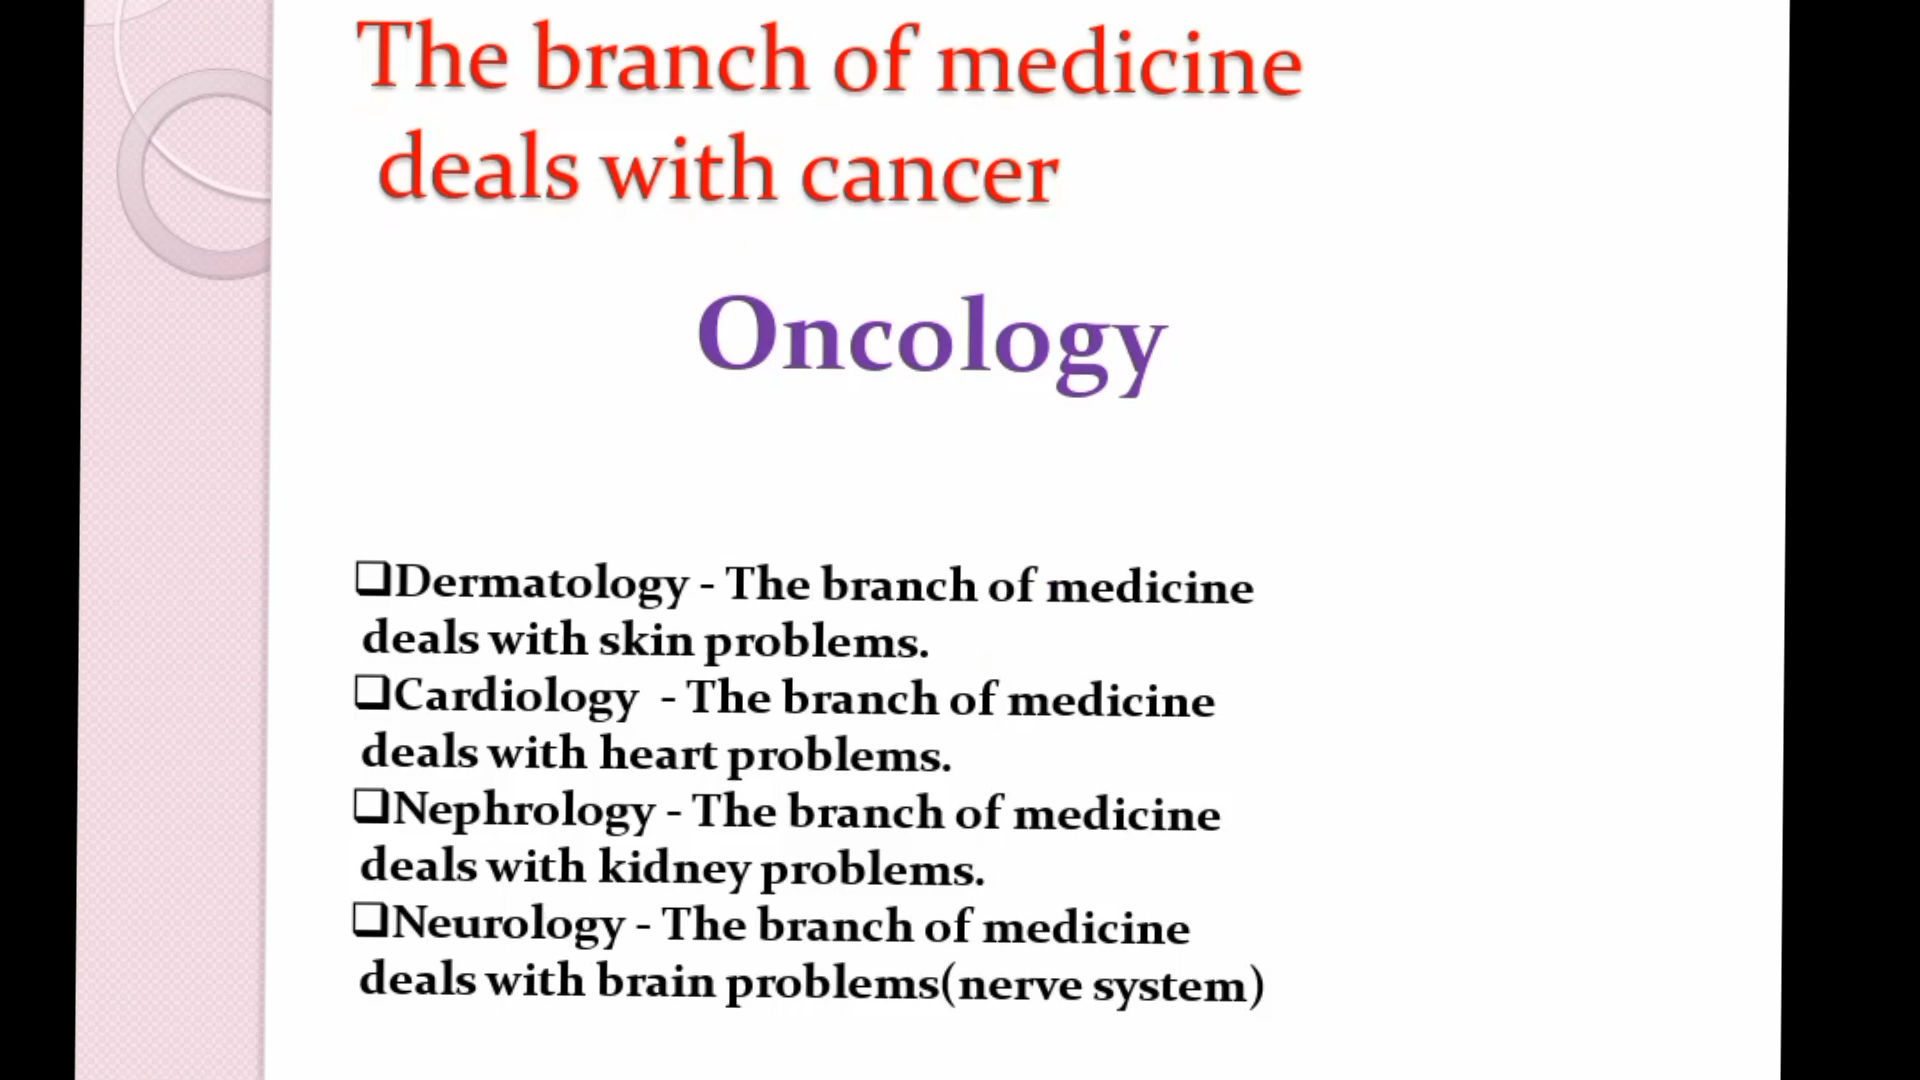 The branch of medicine
deals with cancer
Oncology
❑Dermatology - The branch of medicine
deals with skin problems.
❑Cardiology - The branch of medicine
deals with heart problems.
❑Nephrology - The branch of medicine
deals with kidney problems.
❑Neurology - The branch of medicine
deals with brain problems(nerve system)